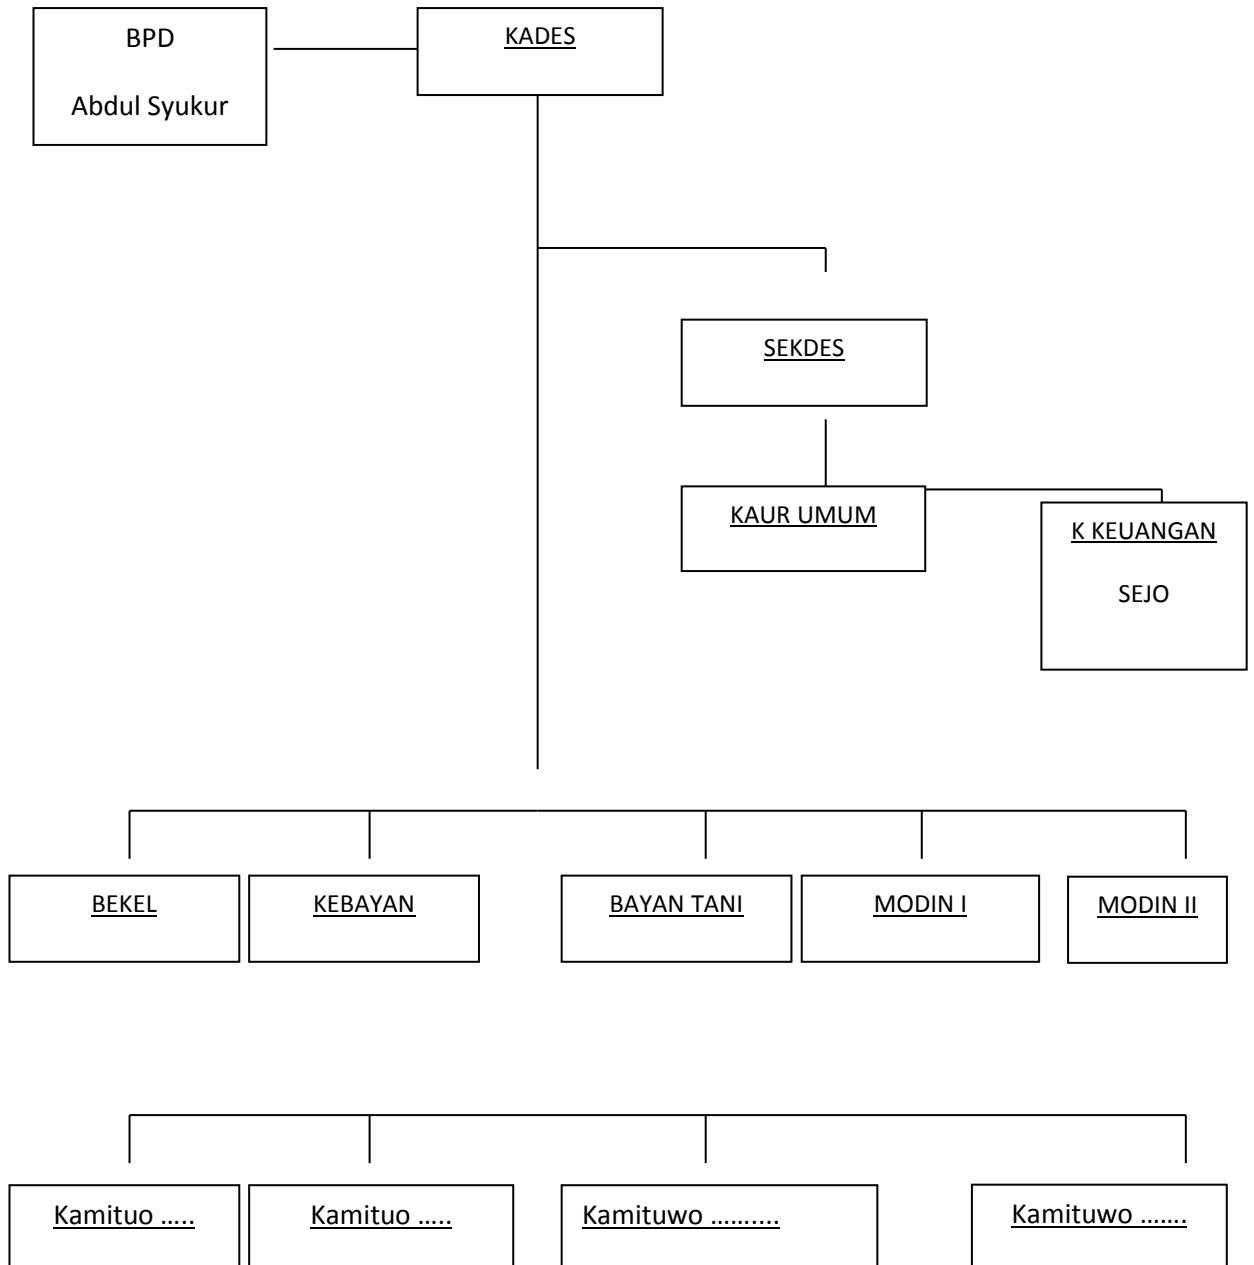 BPD
Abdul Syukur
KADES
SEKDES
KAUR UMUM
K KEUANGAN
SEJO
BEKEL
KEBAYAN
BAYAN TANI
MODIN I
MODIN II
Kamituo …..
Kamituo …..
Kamituwo ……....
Kamituwo …….